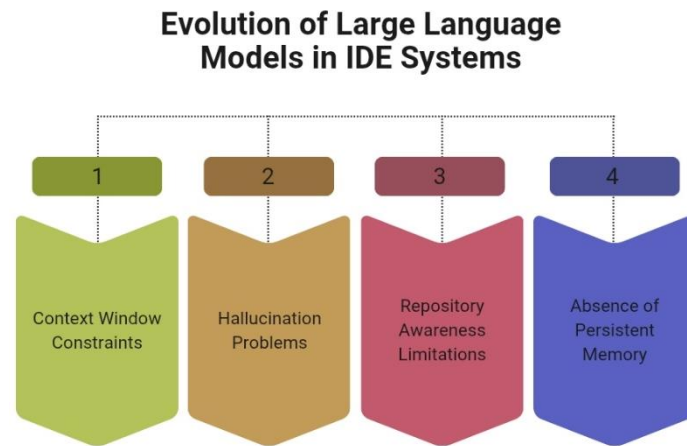 Evolution of Large Language
Models in IDE Systems
1
2
3
4
Context Window
Constraints
Hallucination
Problems
Repository
Awareness
Limitations
Absence of
Persistent
Memory